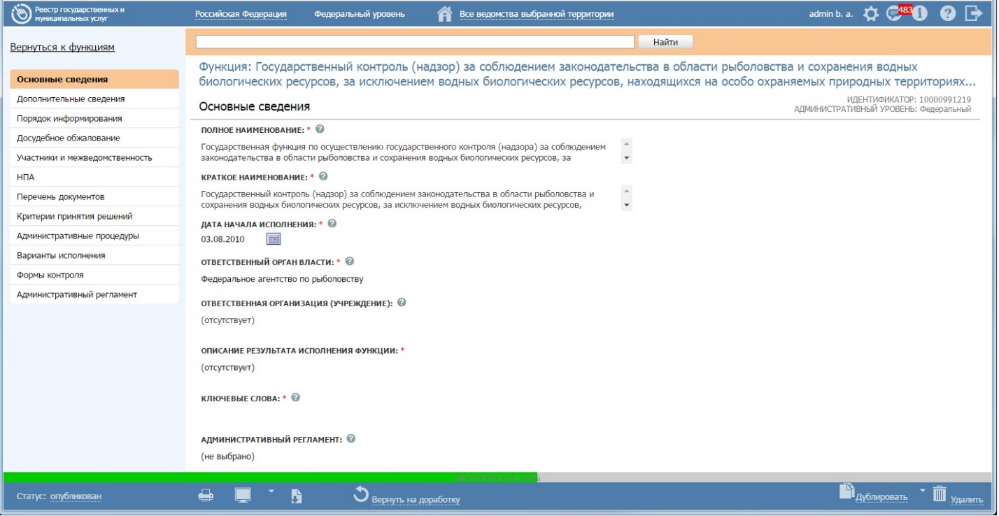 Реестр государственных и
муниципальных услуг
Российская Федерация
Федеральный уровень
Все ведомства выбранной территории
admin b. a.
483
Вернуться к функциям
Найти
Основные сведения
Дополнительные сведения
Порядок информирования
Досудебное обжалование
Участники и межведомственность
НПА
Перечень документов
Критерии принятия решений
Административные процедуры
Варианты исполнения
Формы контроля
Административный регламент
Функция: Государственный контроль (надзор) за соблюдением законодательства в области рыболовства и сохранения водных
биологических ресурсов, за исключением водных биологических ресурсов, находящихся на особо охраняемых природных территориях...
Основные сведения
ИДЕНТИФИКАТОР: 10000991219
АДМИНИСТРАТИВНЫЙ УРОВЕНЬ: Федеральный
ПОЛНОЕ НАИМЕНОВАНИЕ: * ?
Государственная функция по осуществлению государственного контроля (надзора) за соблюдением
законодательства в области рыболовства и сохранения водных биологических ресурсов, за
КРАТКОЕ НАИМЕНОВАНИЕ: * ?
Государственный контроль (надзор) за соблюдением законодательства в области рыболовства и
сохранения водных биологических ресурсов, за исключением водных биологических ресурсов,
ДАТА НАЧАЛА ИСПОЛНЕНИЯ: * ?
03.08.2010
ОТВЕТСТВЕННЫЙ ОРГАН ВЛАСТИ: * ?
Федеральное агентство по рыболовству
ОТВЕТСТВЕННАЯ ОРГАНИЗАЦИЯ (УЧРЕЖДЕНИЕ): ?
(отсутствует)
ОПИСАНИЕ РЕЗУЛЬТАТА ИСПОЛНЕНИЯ ФУНКЦИИ: *
(отсутствует)
КЛЮЧЕВЫЕ СЛОВА: * ?
АДМИНИСТРАТИВНЫЙ РЕГЛАМЕНТ: ?
(не выбрано)
ЗАПОЛНЕНО НА 54%
Статус: опубликован
Вернуть на доработку
Дублировать
Удалить